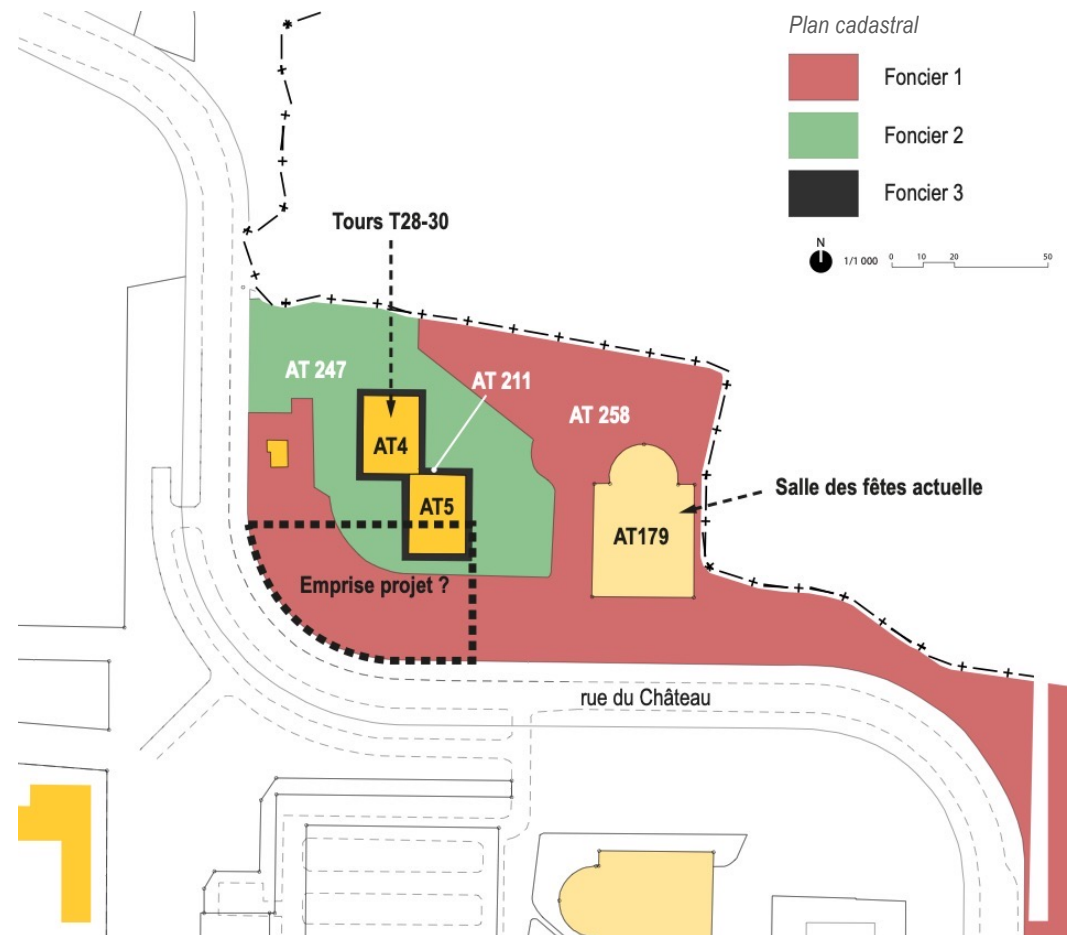 Plan cadastral
Foncier 1
Foncier 2
Foncier 3
N
1/1 000 0 10 20 50
Tours T28-30
AT 247
AT 211
AT 258
AT4
AT5
Salle des fêtes actuelle
AT179
Emprise projet ?
rue du Château